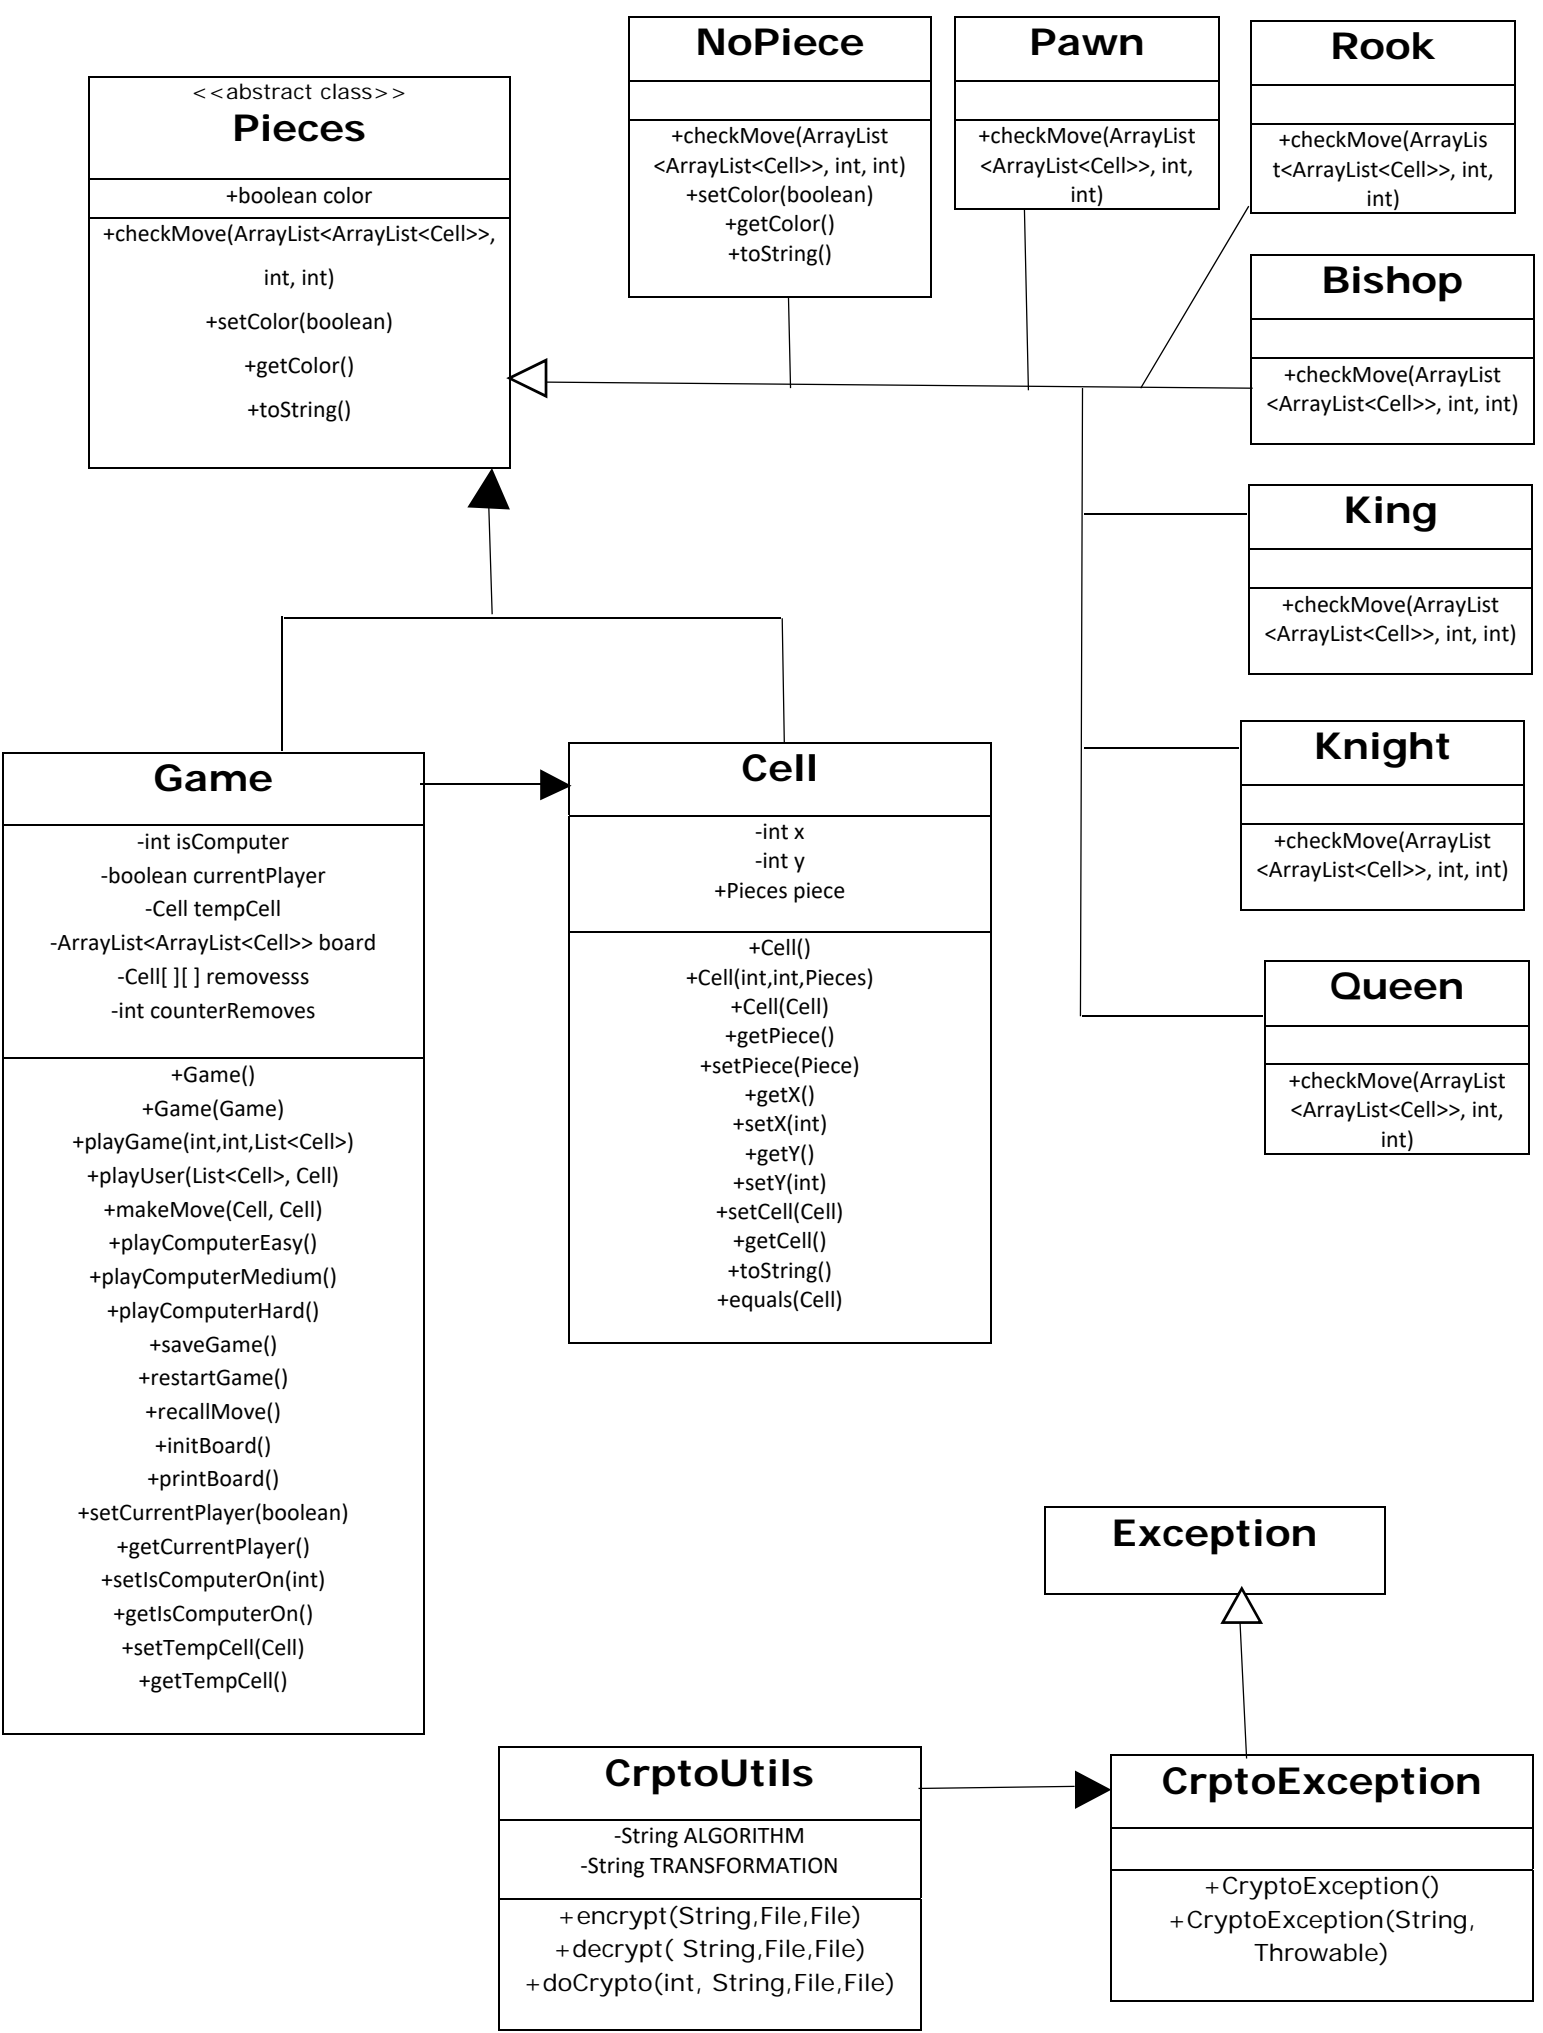 <<abstract class>>
Pieces
+boolean color
+checkMove(ArrayList<ArrayList<Cell>>,
int, int)
+setColor(boolean)
+getColor()
+toString()
NoPiece
+checkMove(ArrayList
<ArrayList<Cell>>, int, int)
+setColor(boolean)
+getColor()
+toString()
Pawn
+checkMove(ArrayList
<ArrayList<Cell>>, int,
int)
Rook
+checkMove(ArrayLis
t<ArrayList<Cell>>, int,
int)
Bishop
+checkMove(ArrayList
<ArrayList<Cell>>, int, int)
King
+checkMove(ArrayList
<ArrayList<Cell>>, int, int)
Knight
+checkMove(ArrayList
<ArrayList<Cell>>, int, int)
Queen
+checkMove(ArrayList
<ArrayList<Cell>>, int,
int)
Game
-int isComputer
-boolean currentPlayer
-Cell tempCell
-ArrayList<ArrayList<Cell>> board
-Cell[ ][ ] removesss
-int counterRemoves
+Game()
+Game(Game)
+playGame(int,int,List<Cell>)
+playUser(List<Cell>, Cell)
+makeMove(Cell, Cell)
+playComputerEasy()
+playComputerMedium()
+playComputerHard()
+saveGame()
+restartGame()
+recallMove()
+initBoard()
+printBoard()
+setCurrentPlayer(boolean)
+getCurrentPlayer()
+setIsComputerOn(int)
+getIsComputerOn()
+setTempCell(Cell)
+getTempCell()
Cell
-int x
-int y
+Pieces piece
+Cell()
+Cell(int,int,Pieces)
+Cell(Cell)
+getPiece()
+setPiece(Piece)
+getX()
+setX(int)
+getY()
+setY(int)
+setCell(Cell)
+getCell()
+toString()
+equals(Cell)
Exception
CrptoUtils
-String ALGORITHM
-String TRANSFORMATION
+encrypt(String,File,File)
+decrypt( String,File,File)
+doCrypto(int, String,File,File)
CrptoException
+CryptoException()
+CryptoException(String,
Throwable)